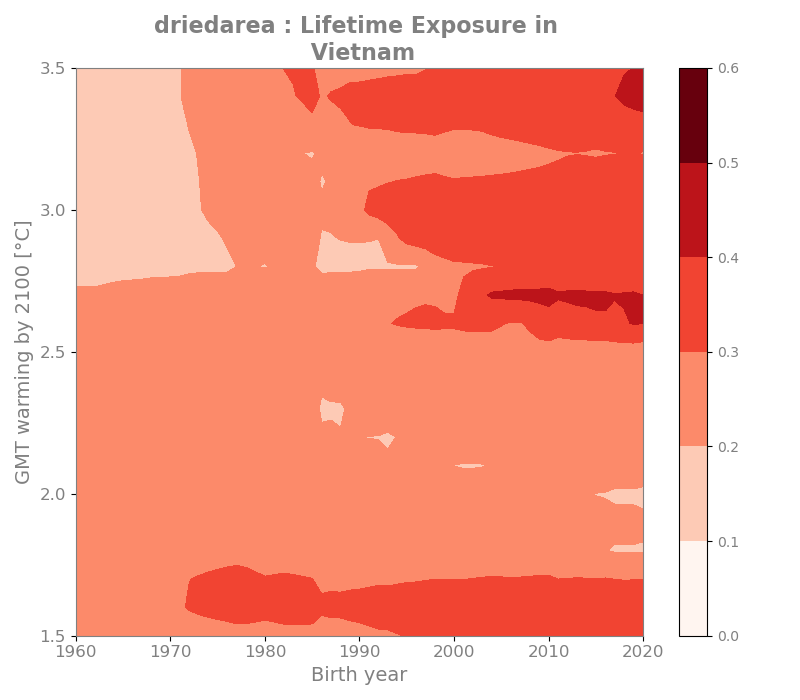 driedarea : Lifetime Exposure in
Vietnam
GMT warming by 2100 [°C]
3.5
3.0
2.5
2.0
1.5
1960 1970 1980 1990 2000 2010 2020
Birth year
0.6
0.5
0.4
0.3
0.2
0.1
0.0